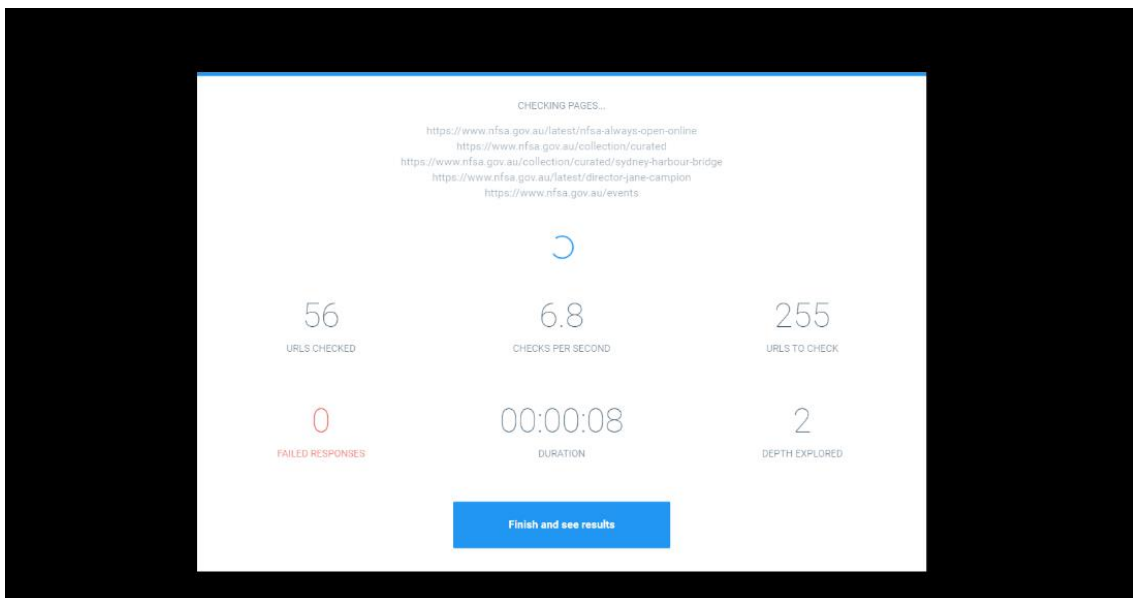 CHECKING PAGES...
https://www.nfsa.gov.au/latest/nfsa-always-open-online
https://www.nfsa.gov.au/collection/curated
https://www.nfsa.gov.au/collection/curated/sydney-harbour-bridge
https://www.nfsa.gov.au/latest/director-jane-campion
https://www.nfsa.gov.au/events
56
6.8
255
URLS CHECKED
CHECKS PER SECOND
URLS TO CHECK
0
00:00:08
2
FAILED RESPONSES
DURATION
DEPTH EXPLORED
Finish and see results